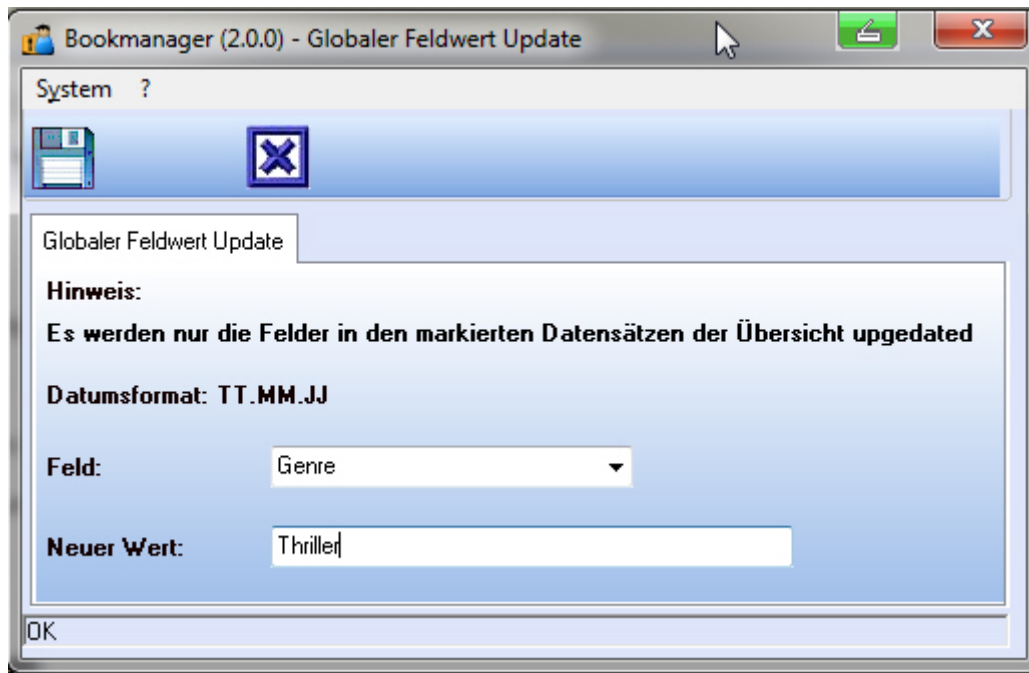 Bookmanager (2.0.0) - Globaler Feldwert Update
System ?
Globaler Feldwert Update
Hinweis:
Es werden nur die Felder in den markierten Datensätzen der Übersicht upgedated
Datumsformat: TT.MM.JJ
Feld: Genre
Neuer Wert: Thriller
OK